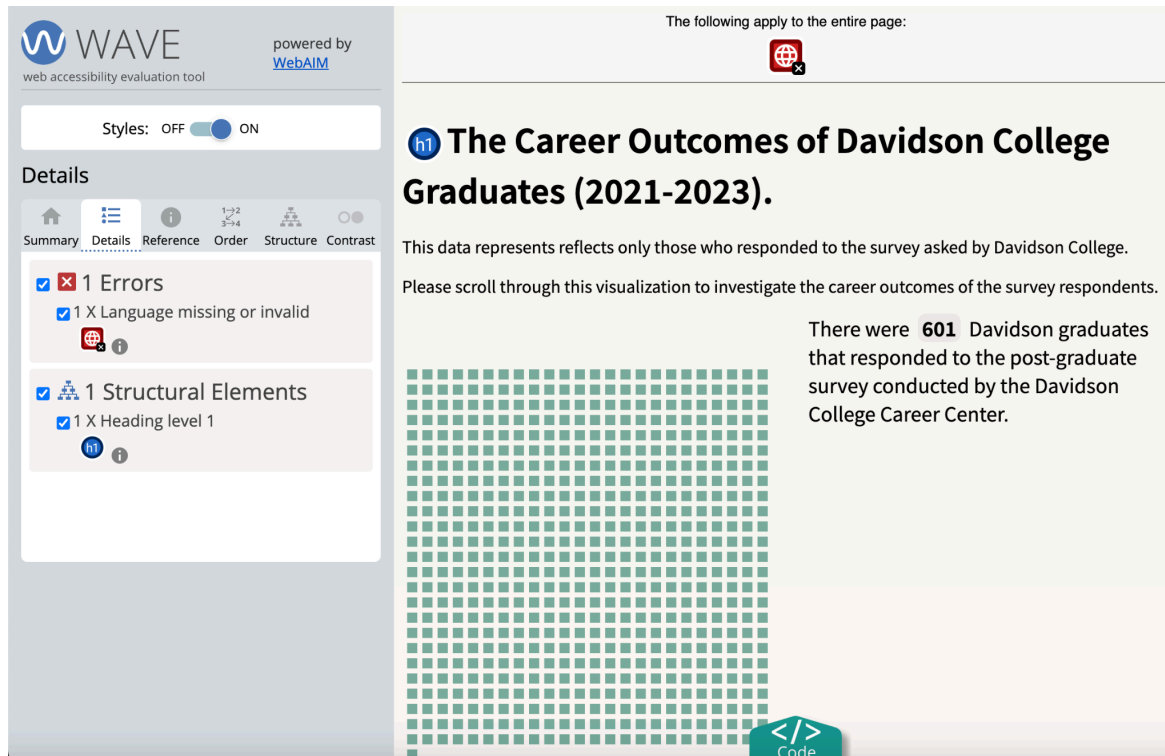 WAVE
web accessibility evaluation tool
powered by
WebAIM
Styles: OFF ON
Details
Summary Details Reference Order Structure Contrast
1 Errors
1 X Language missing or invalid
1 Structural Elements
1 X Heading level 1
h1
The following apply to the entire page:
h1 The Career Outcomes of Davidson College
Graduates (2021-2023).
This data represents reflects only those who responded to the survey asked by Davidson College.
Please scroll through this visualization to investigate the career outcomes of the survey respondents.
There were 601 Davidson graduates
that responded to the post-graduate
survey conducted by the Davidson
College Career Center.
</>
Code